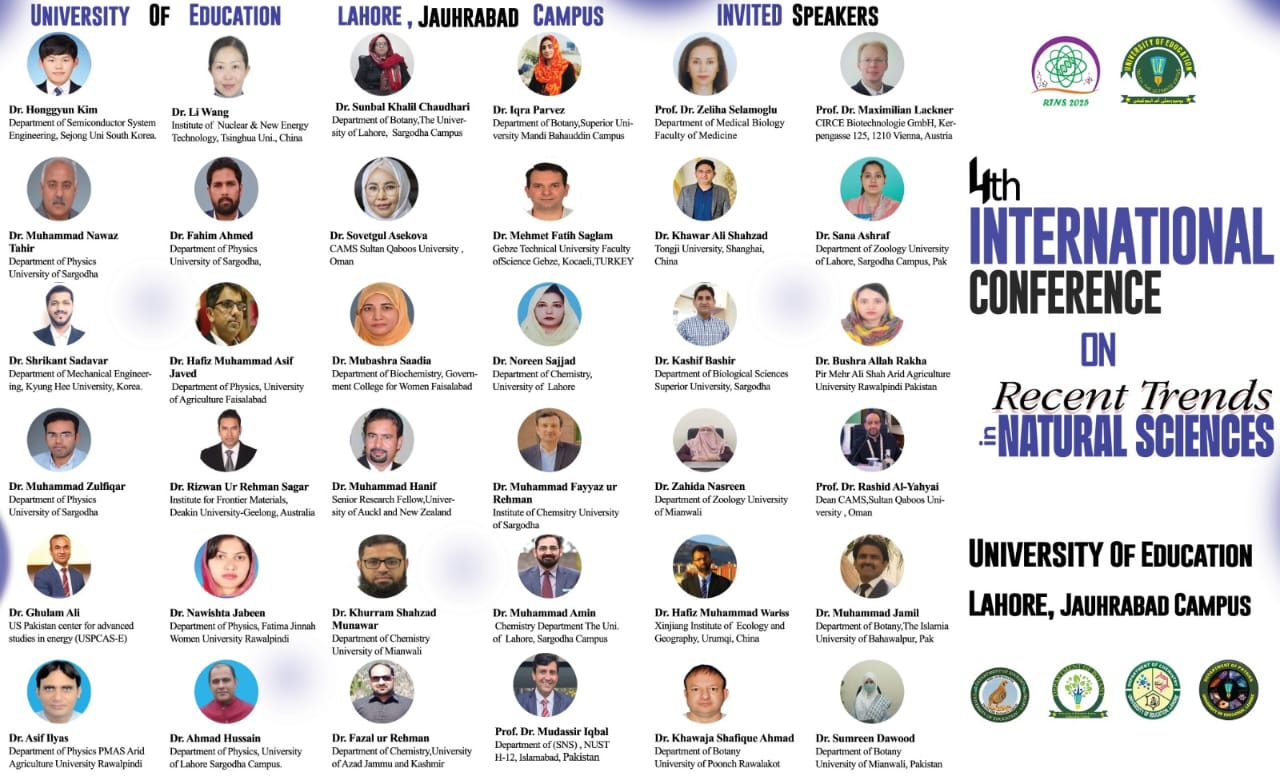 UNIVERSITY OF EDUCATION LAHORE , JAUHRABAD CAMPUS INVITED SPEAKERS
Dr. Honggyun Kim
Department of Semiconductor System
Engineering, Sejong Uni South Korea.
Dr. Li Wang
Institute of Nuclear & New Energy
Technology, Tsinghua Uni., China
Dr. Sunbal Khalil Chaudhari
Department of Botany,The Univer-
sity of Lahore, Sargodha Campus
Dr. Iqra Parvez
Department of Botany,Superior Uni-
versity Mandi Bahauddin Campus
Prof. Dr. Zeliha Selamoglu
Department of Medical Biology
Faculty of Medicine
Prof. Dr. Maximilian Lackner
CIRCE Biotechnologie GmbH, Ker-
pengasse 125, 1210 Vienna, Austria
Dr. Muhammad Nawaz
Tahir
Department of Physics
University of Sargodha
Dr. Fahim Ahmed
Department of Physics
University of Sargodha,
Dr. Sovetgul Asekova
CAMS Sultan Qaboos University ,
Oman
Dr. Mehmet Fatih Saglam
Gebze Technical University Faculty
ofScience Gebze, Kocaeli,TURKEY
Dr. Khawar Ali Shahzad
Tongji University, Shanghai,
China
Dr. Sana Ashraf
Department of Zoology University
of Lahore, Sargodha Campus, Pak
Dr. Shrikant Sadavar
Department of Mechanical Engineer-
ing, Kyung Hee University, Korea.
Dr. Hafiz Muhammad Asif
Javed
Department of Physics, University
of Agriculture Faisalabad
Dr. Mubashra Saadia
Department of Biochemistry, Govern-
ment College for Women Faisalabad
Dr. Noreen Sajjad
Department of Chemistry,
University of Lahore
Dr. Kashif Bashir
Department of Biological Sciences
Superior University, Sargodha
Dr. Bushra Allah Rakha
Pir Mehr Ali Shah Arid Agriculture
University Rawalpindi Pakistan
Dr. Muhammad Zulfiqar
Department of Physics
University of Sargodha
Dr. Rizwan Ur Rehman Sagar
Institute for Frontier Materials,
Deakin University-Geelong, Australia
Dr. Muhammad Hanif
Senior Research Fellow,Univer-
sity of Auckl and New Zealand
Dr. Muhammad Fayyaz ur
Rehman
Institute of Chemsitry University
of Sargodha
Dr. Zahida Nasreen
Department of Zoology University
of Mianwali
Prof. Dr. Rashid Al-Yahyai
Dean CAMS,Sultan Qaboos Uni-
versity , Oman
Dr. Ghulam Ali
US Pakistan center for advanced
studies in energy (USPCAS-E)
Dr. Nawishta Jabeen
Department of Physics, Fatima Jinnah
Women University Rawalpindi
Dr. Khurram Shahzad
Munawar
Department of Chemistry
University of Mianwali
Dr. Muhammad Amin
Chemistry Department The Uni.
of Lahore, Sargodha Campus
Dr. Hafiz Muhammad Wariss
Xinjiang Institute of Ecology and
Geography, Urumqi, China
Dr. Muhammad Jamil
Department of Botany,The Islamia
University of Bahawalpur, Pak
Dr. Asif Ilyas
Department of Physics PMAS Arid
Agriculture University Rawalpindi
Dr. Ahmad Hussain
Department of Physics, University
of Lahore Sargodha Campus.
Dr. Fazal ur Rehman
Department of Chemistry,University
of Azad Jammu and Kashmir
Prof. Dr. Mudassir Iqbal
Department of (SNS) , NUST
H-12, Islamabad, Pakistan
Dr. Khawaja Shafique Ahmad
Department of Botany
University of Poonch Rawalakot
Dr. Sumreen Dawood
Department of Botany
University of Mianwali, Pakistan
RTNS 2025
UNIVERSITY OF EDUCATION
4th
INTERNATIONAL
CONFERENCE
ON
Recent Trends
in NATURAL SCIENCES
UNIVERSITY OF EDUCATION
LAHORE, JAUHRABAD CAMPUS